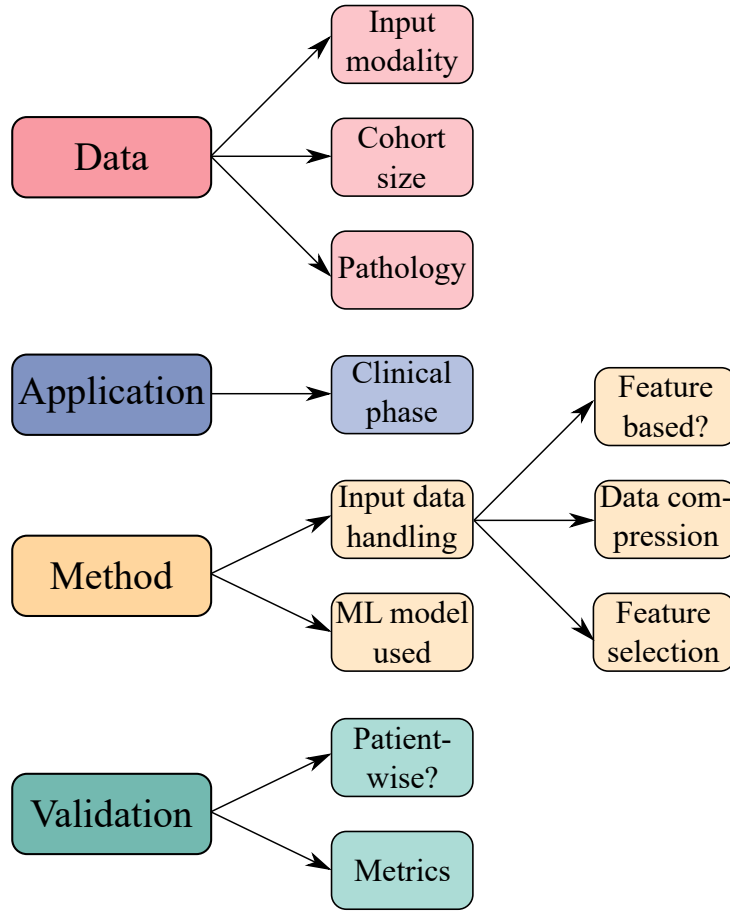 Data
Input
modality
Cohort
size
Pathology
Application
Clinical
phase
Method
Input data
handling
Feature
based?
Data com-
pression
Feature
selection
ML model
used
Validation
Patient-
wise?
Metrics